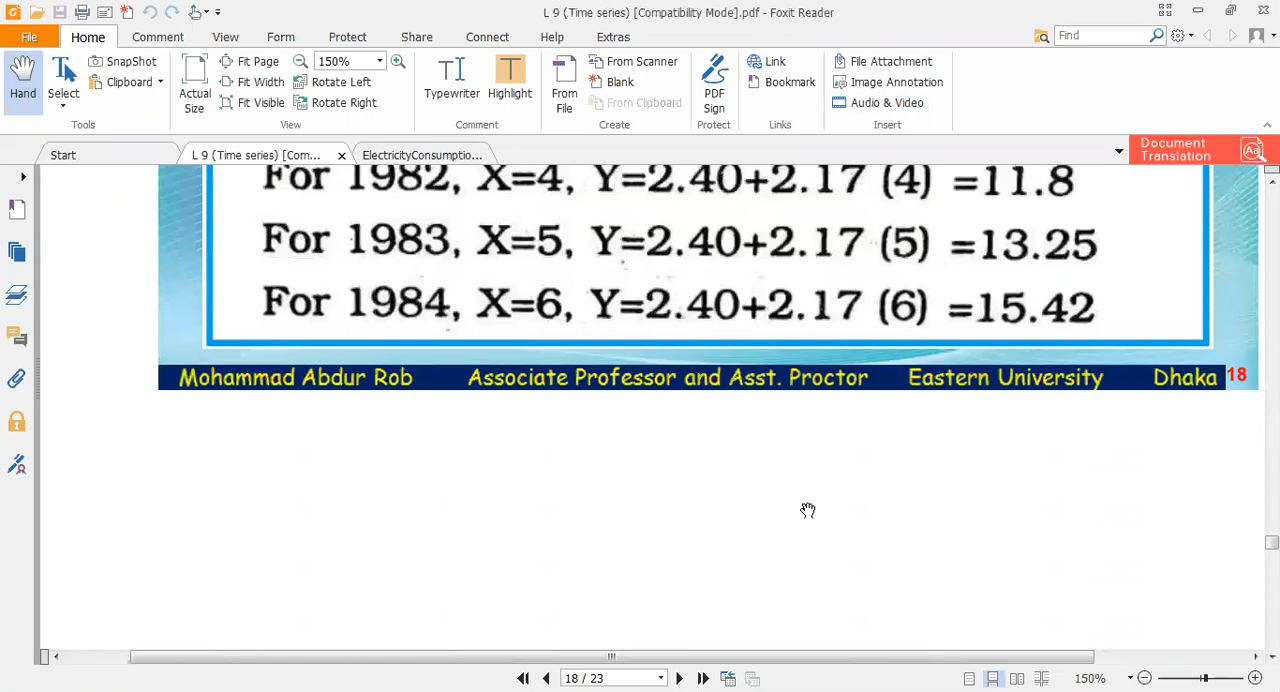 L 9 (Time series) [Compatibility Mode].pdf - Foxit Reader
File Home Comment View Form Protect Share Connect Help Extras
Find
Hand
Select
SnapShot
Clipboard
Tools
Actual Size
Fit Page
Fit Width
Fit Visible
150%
Rotate Left
Rotate Right
View
Typewriter
Highlight
Comment
From File
From Scanner
Blank
From Clipboard
Create
PDF Sign
Protect
Link
Bookmark
Links
File Attachment
Image Annotation
Audio & Video
Insert
Start
L 9 (Time series) [Com...
ElectricityConsumptio...
Document
Translation
For 1982, X=4, Y=2.40+2.17 (4) =11.8
For 1983, X=5, Y=2.40+2.17 (5) =13.25
For 1984, X=6, Y=2.40+2.17 (6) =15.42
Mohammad Abdur Rob Associate Professor and Asst. Proctor Eastern University Dhaka 18
18 / 23
150%